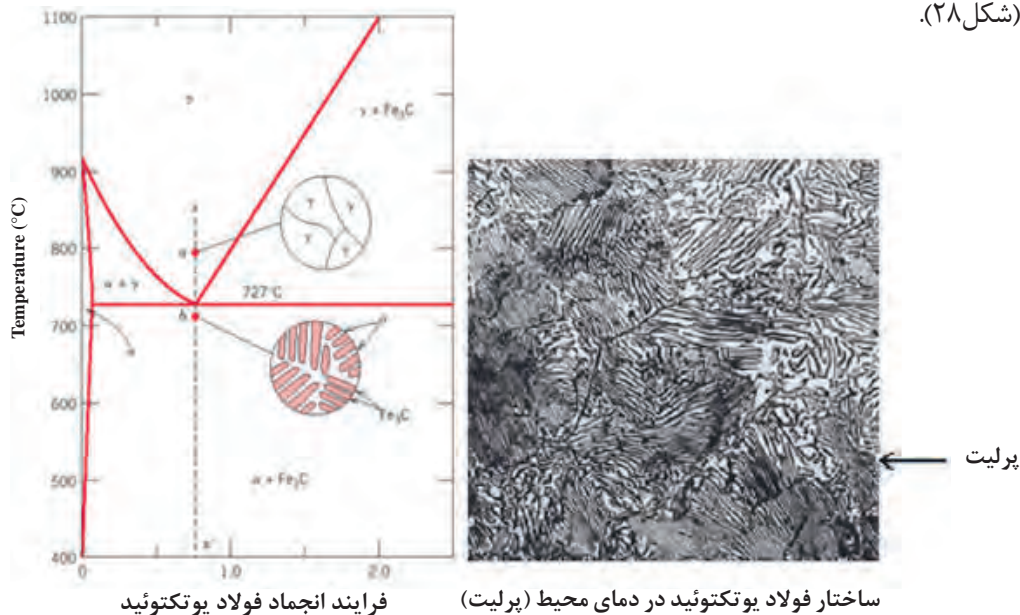 (شکل۲۸).
1100
1000
900
800
700
600
500
400
Temperature (°C)
0
1.0
2.0
γ
γ + Fe₃C
x
a
γ γ
γ γ
α + γ
727°C
b
α
α
Fe₃C
α + Fe₃C
x'
پرلیت
فرایند انجماد فولاد یوتکتوئید
ساختار فولاد یوتکتوئید در دمای محیط (پرلیت)